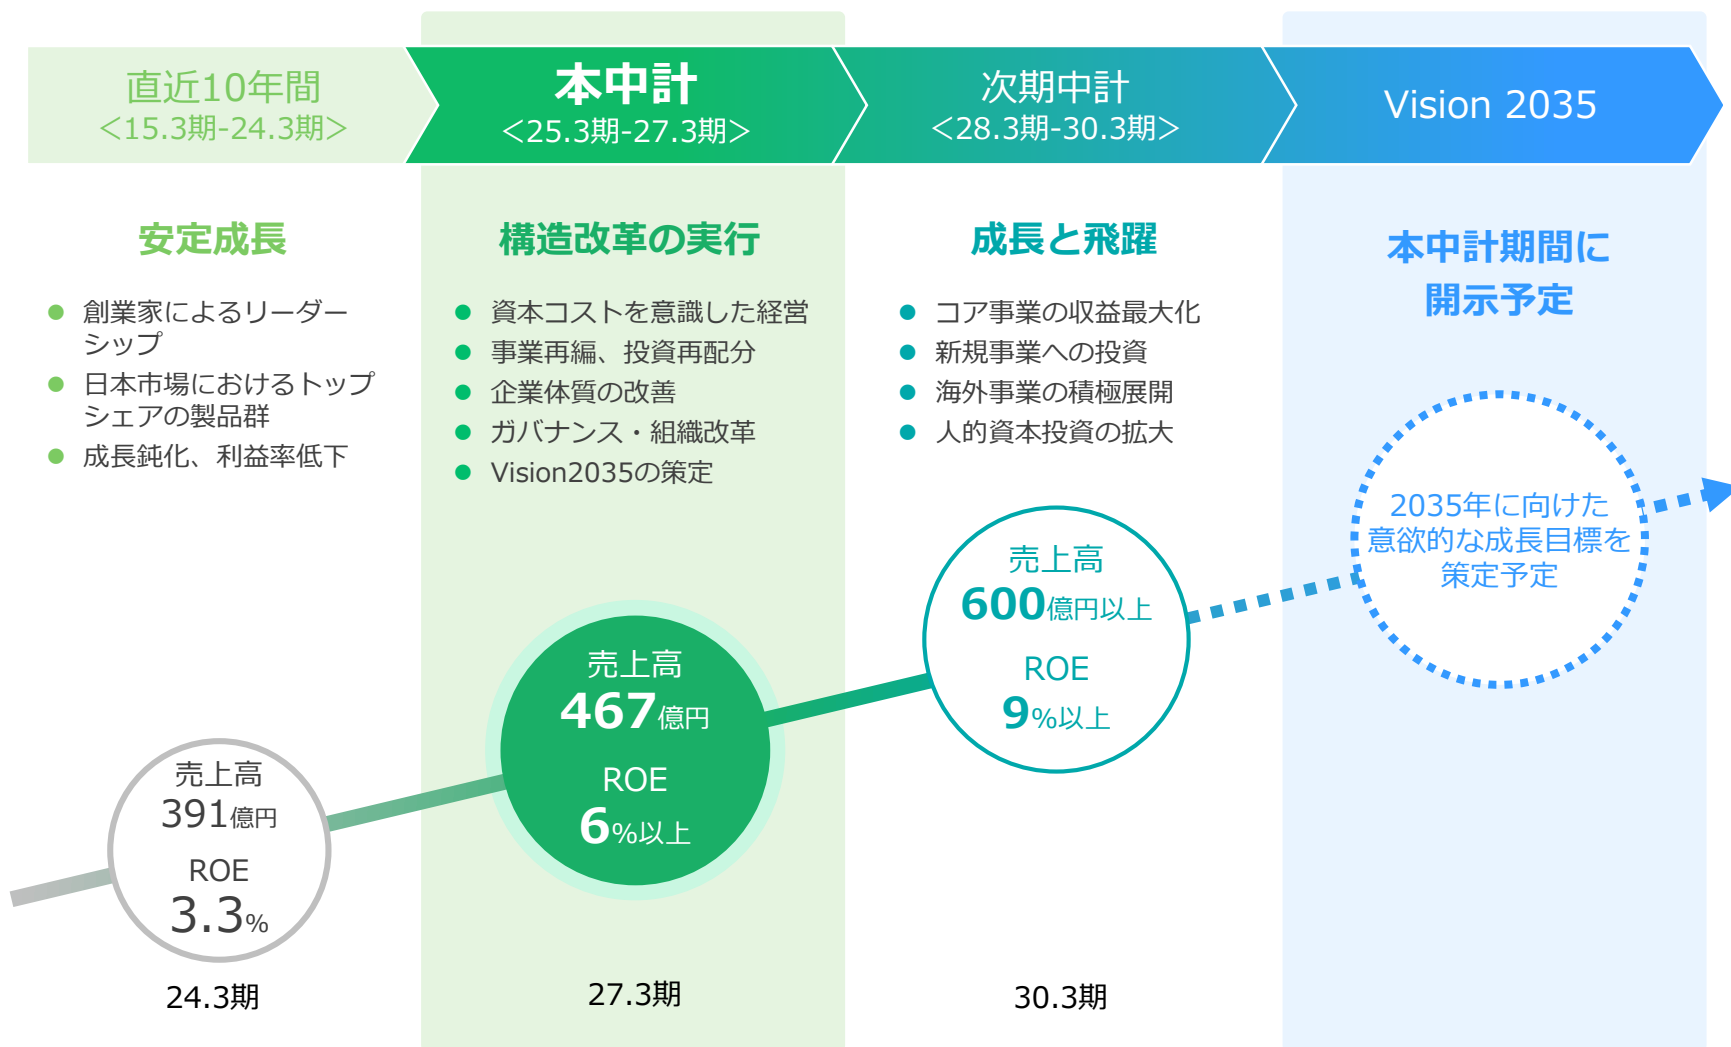 直近10年間
<15.3期-24.3期>
本中計
<25.3期-27.3期>
次期中計
<28.3期-30.3期>
Vision 2035
安定成長
● 創業家によるリーダー
シップ
● 日本市場におけるトップ
シェアの製品群
● 成長鈍化、利益率低下
売上高
391億円
ROE
3.3%
24.3期
構造改革の実行
● 資本コストを意識した経営
● 事業再編、投資再配分
● 企業体質の改善
● ガバナンス・組織改革
● Vision2035の策定
売上高
467億円
ROE
6%以上
27.3期
成長と飛躍
● コア事業の収益最大化
● 新規事業への投資
● 海外事業の積極展開
● 人的資本投資の拡大
売上高
600億円以上
ROE
9%以上
30.3期
本中計期間に
開示予定
2035年に向けた
意欲的な成長目標を
策定予定